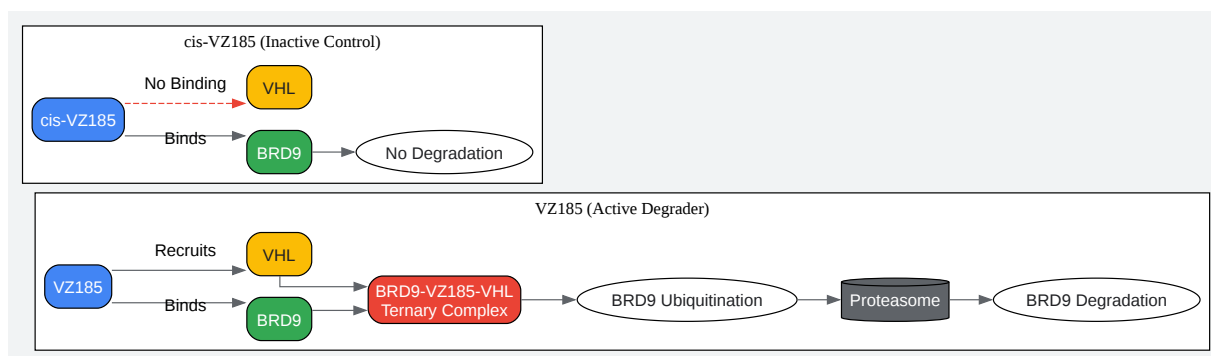 cis-VZ185 (Inactive Control)
No Binding
VHL
cis-VZ185
Binds
BRD9
No Degradation
VZ185 (Active Degrader)
Recruits
VHL
VZ185
Binds
BRD9
BRD9-VZ185-VHL
Ternary Complex
BRD9 Ubiquitination
Proteasome
BRD9 Degradation